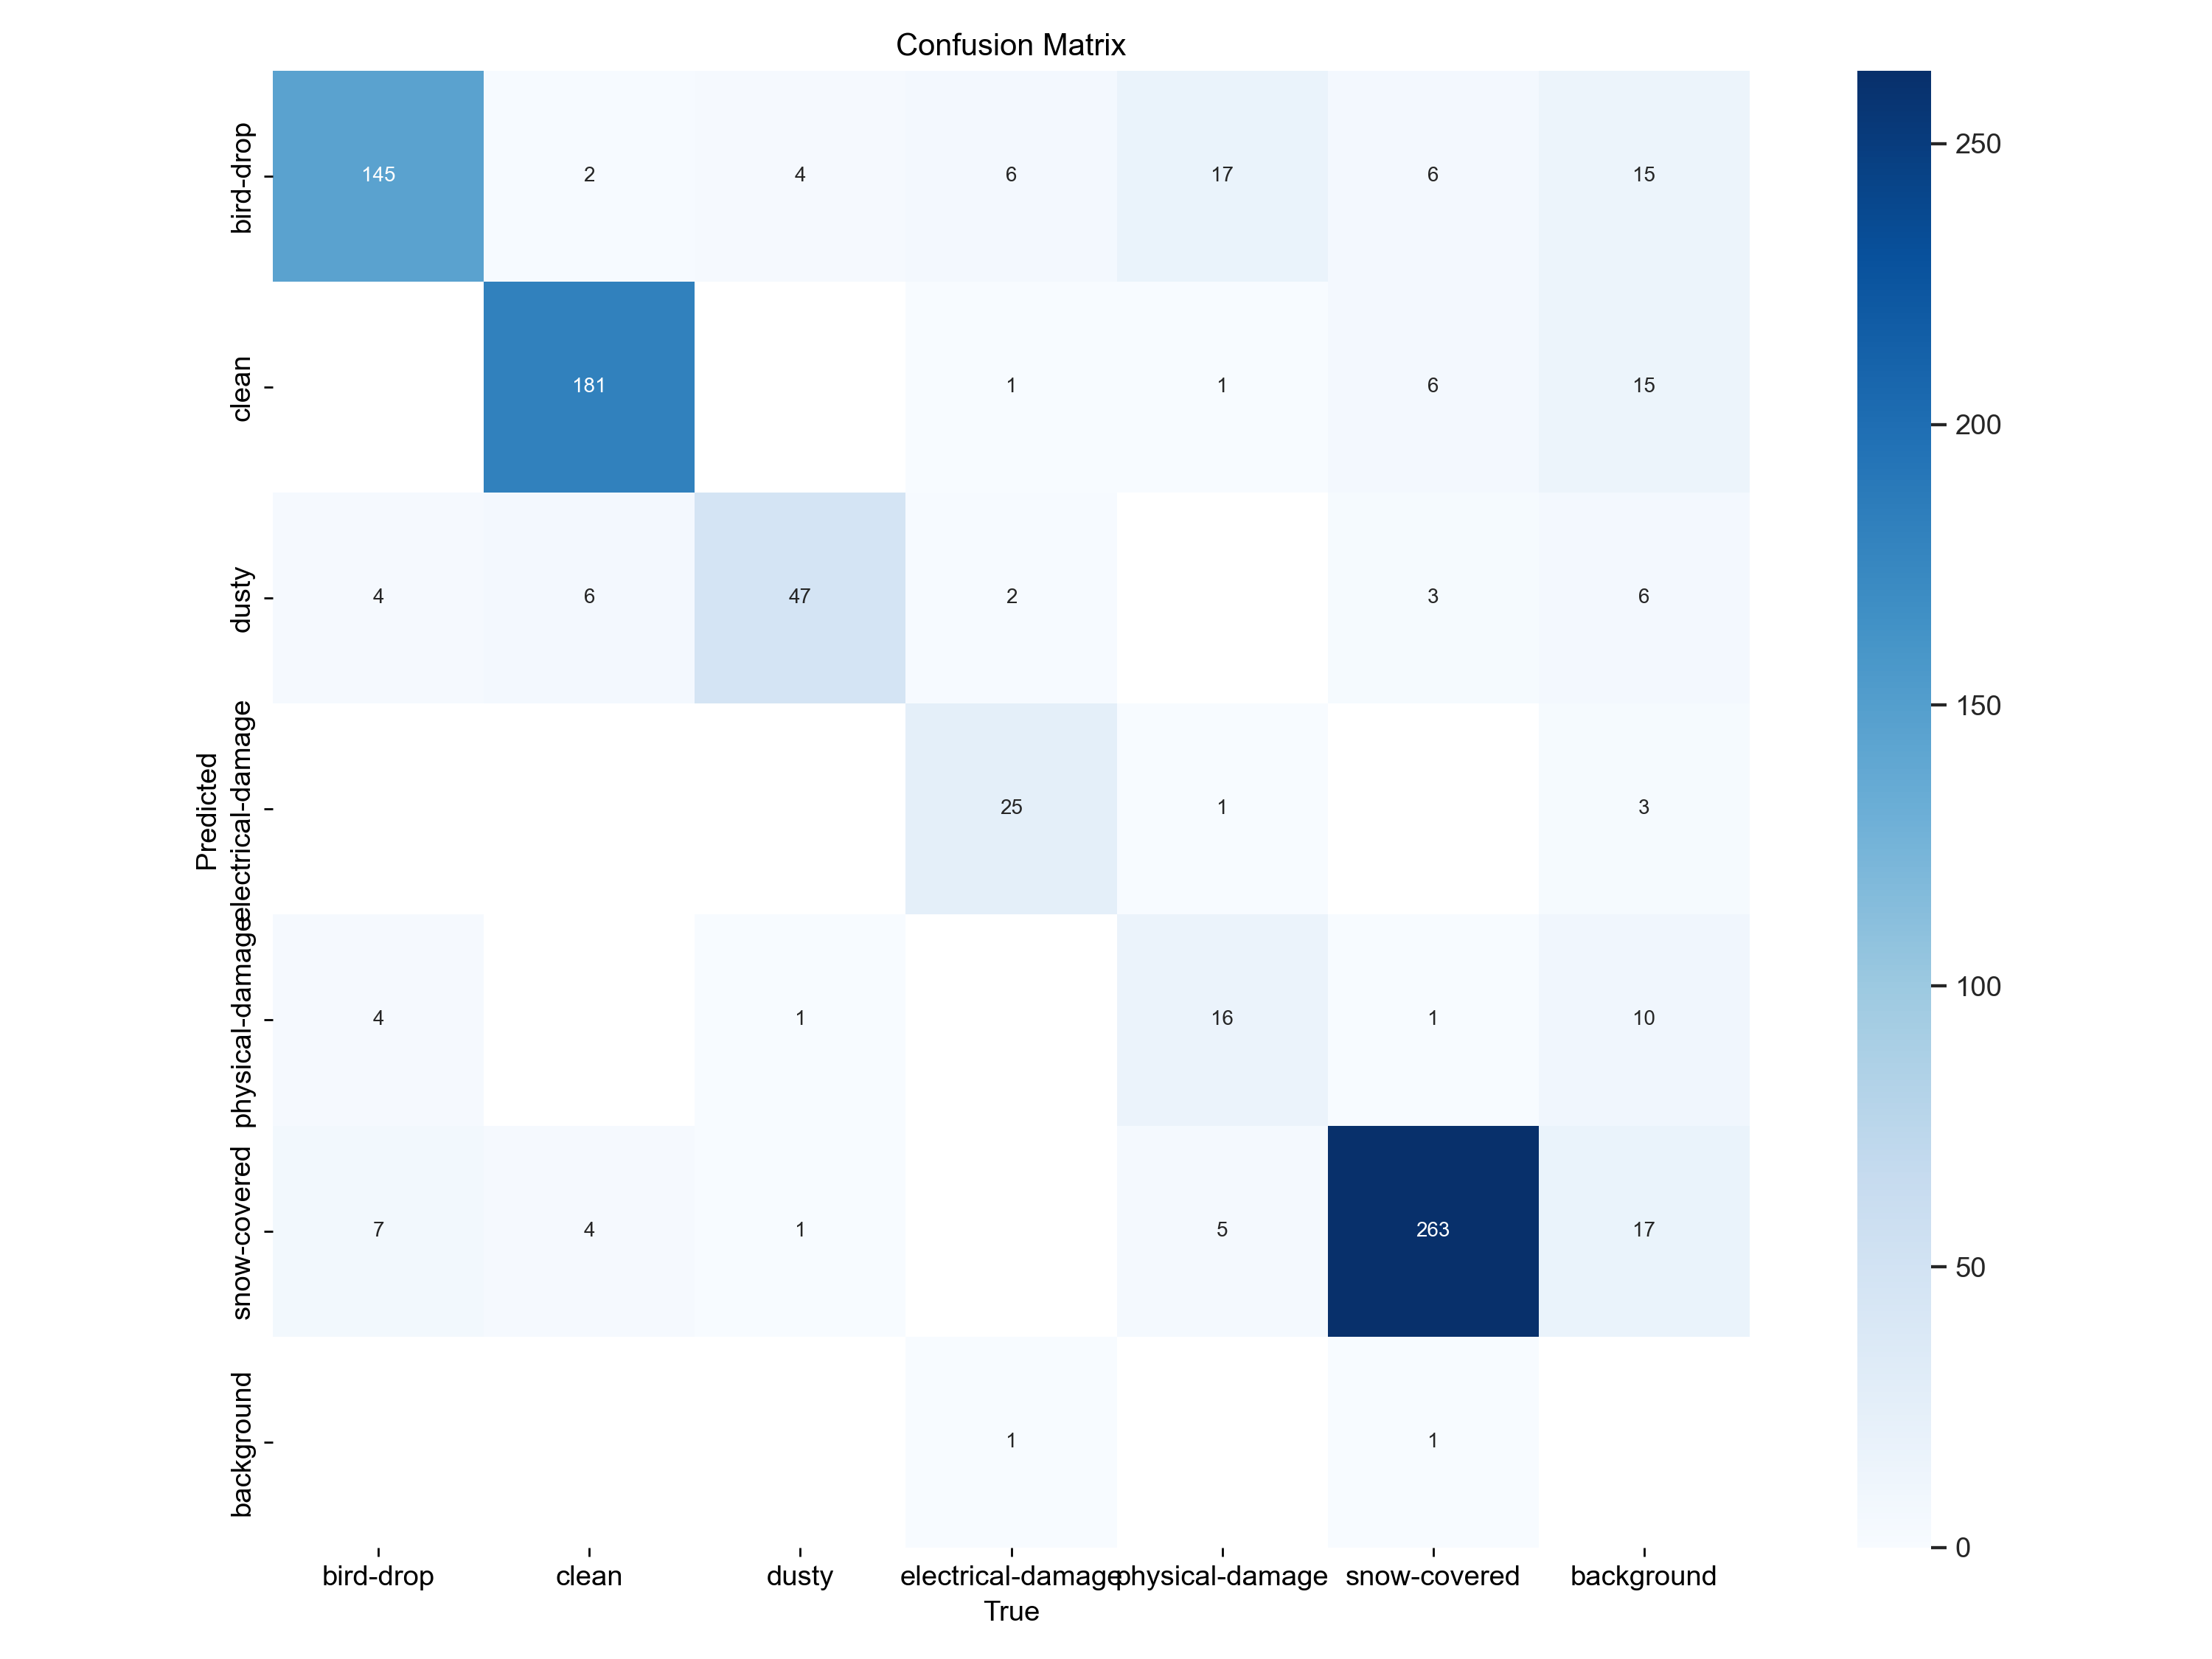 Confusion Matrix
bird-drop
145 2 4 6 17 6 15
clean
181 1 1 6 15
dusty
4 6 47 2 3 6
electrical-damage
25 1 3
physical-damage
4 1 16 1 10
snow-covered
7 4 1 5 263 17
background
1 1
Predicted
bird-drop clean dusty electrical-damage physical-damage snow-covered background
True
250
200
150
100
50
0